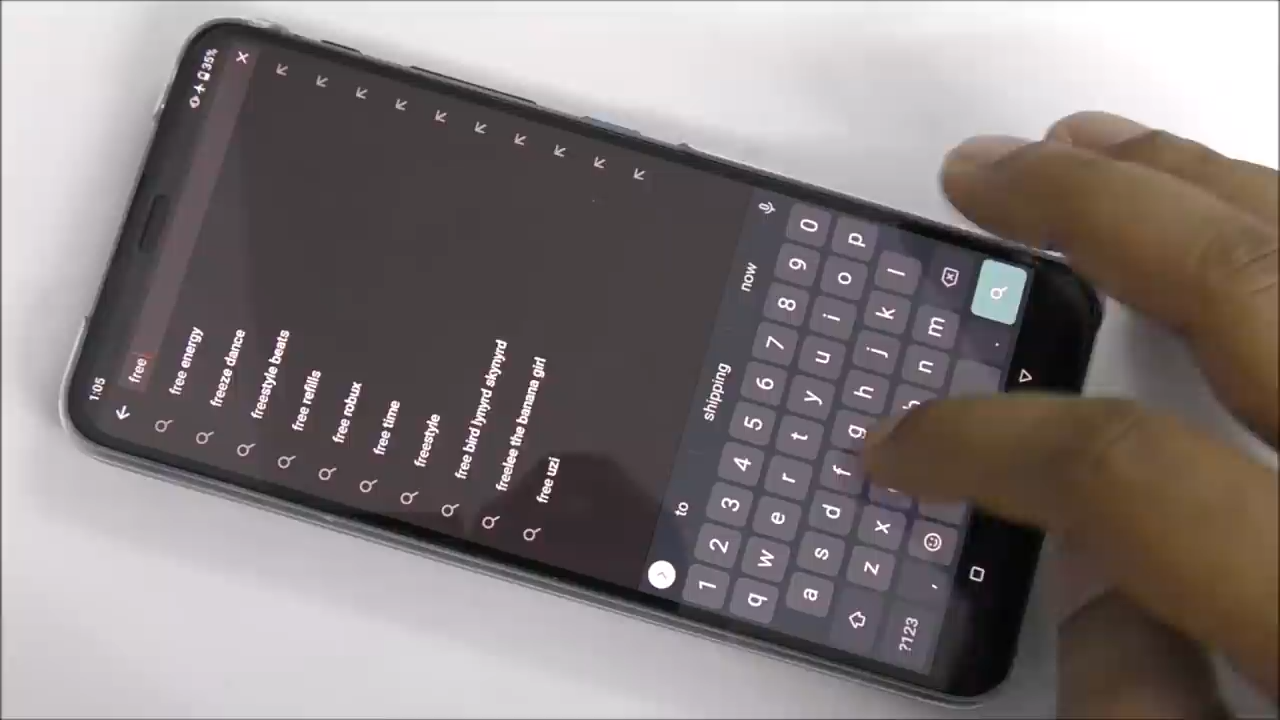 1:05 35%
free
free energy
freeze dance
freestyle beats
free refills
free robux
free time
freestyle
free bird lynyrd skynyrd
freelee the banana girl
free uzi
to shipping now
1 2 3 4 5 6 7 8 9 0
q w e r t y u i o p
a s d f g h j k l
z x n m
?123 , .